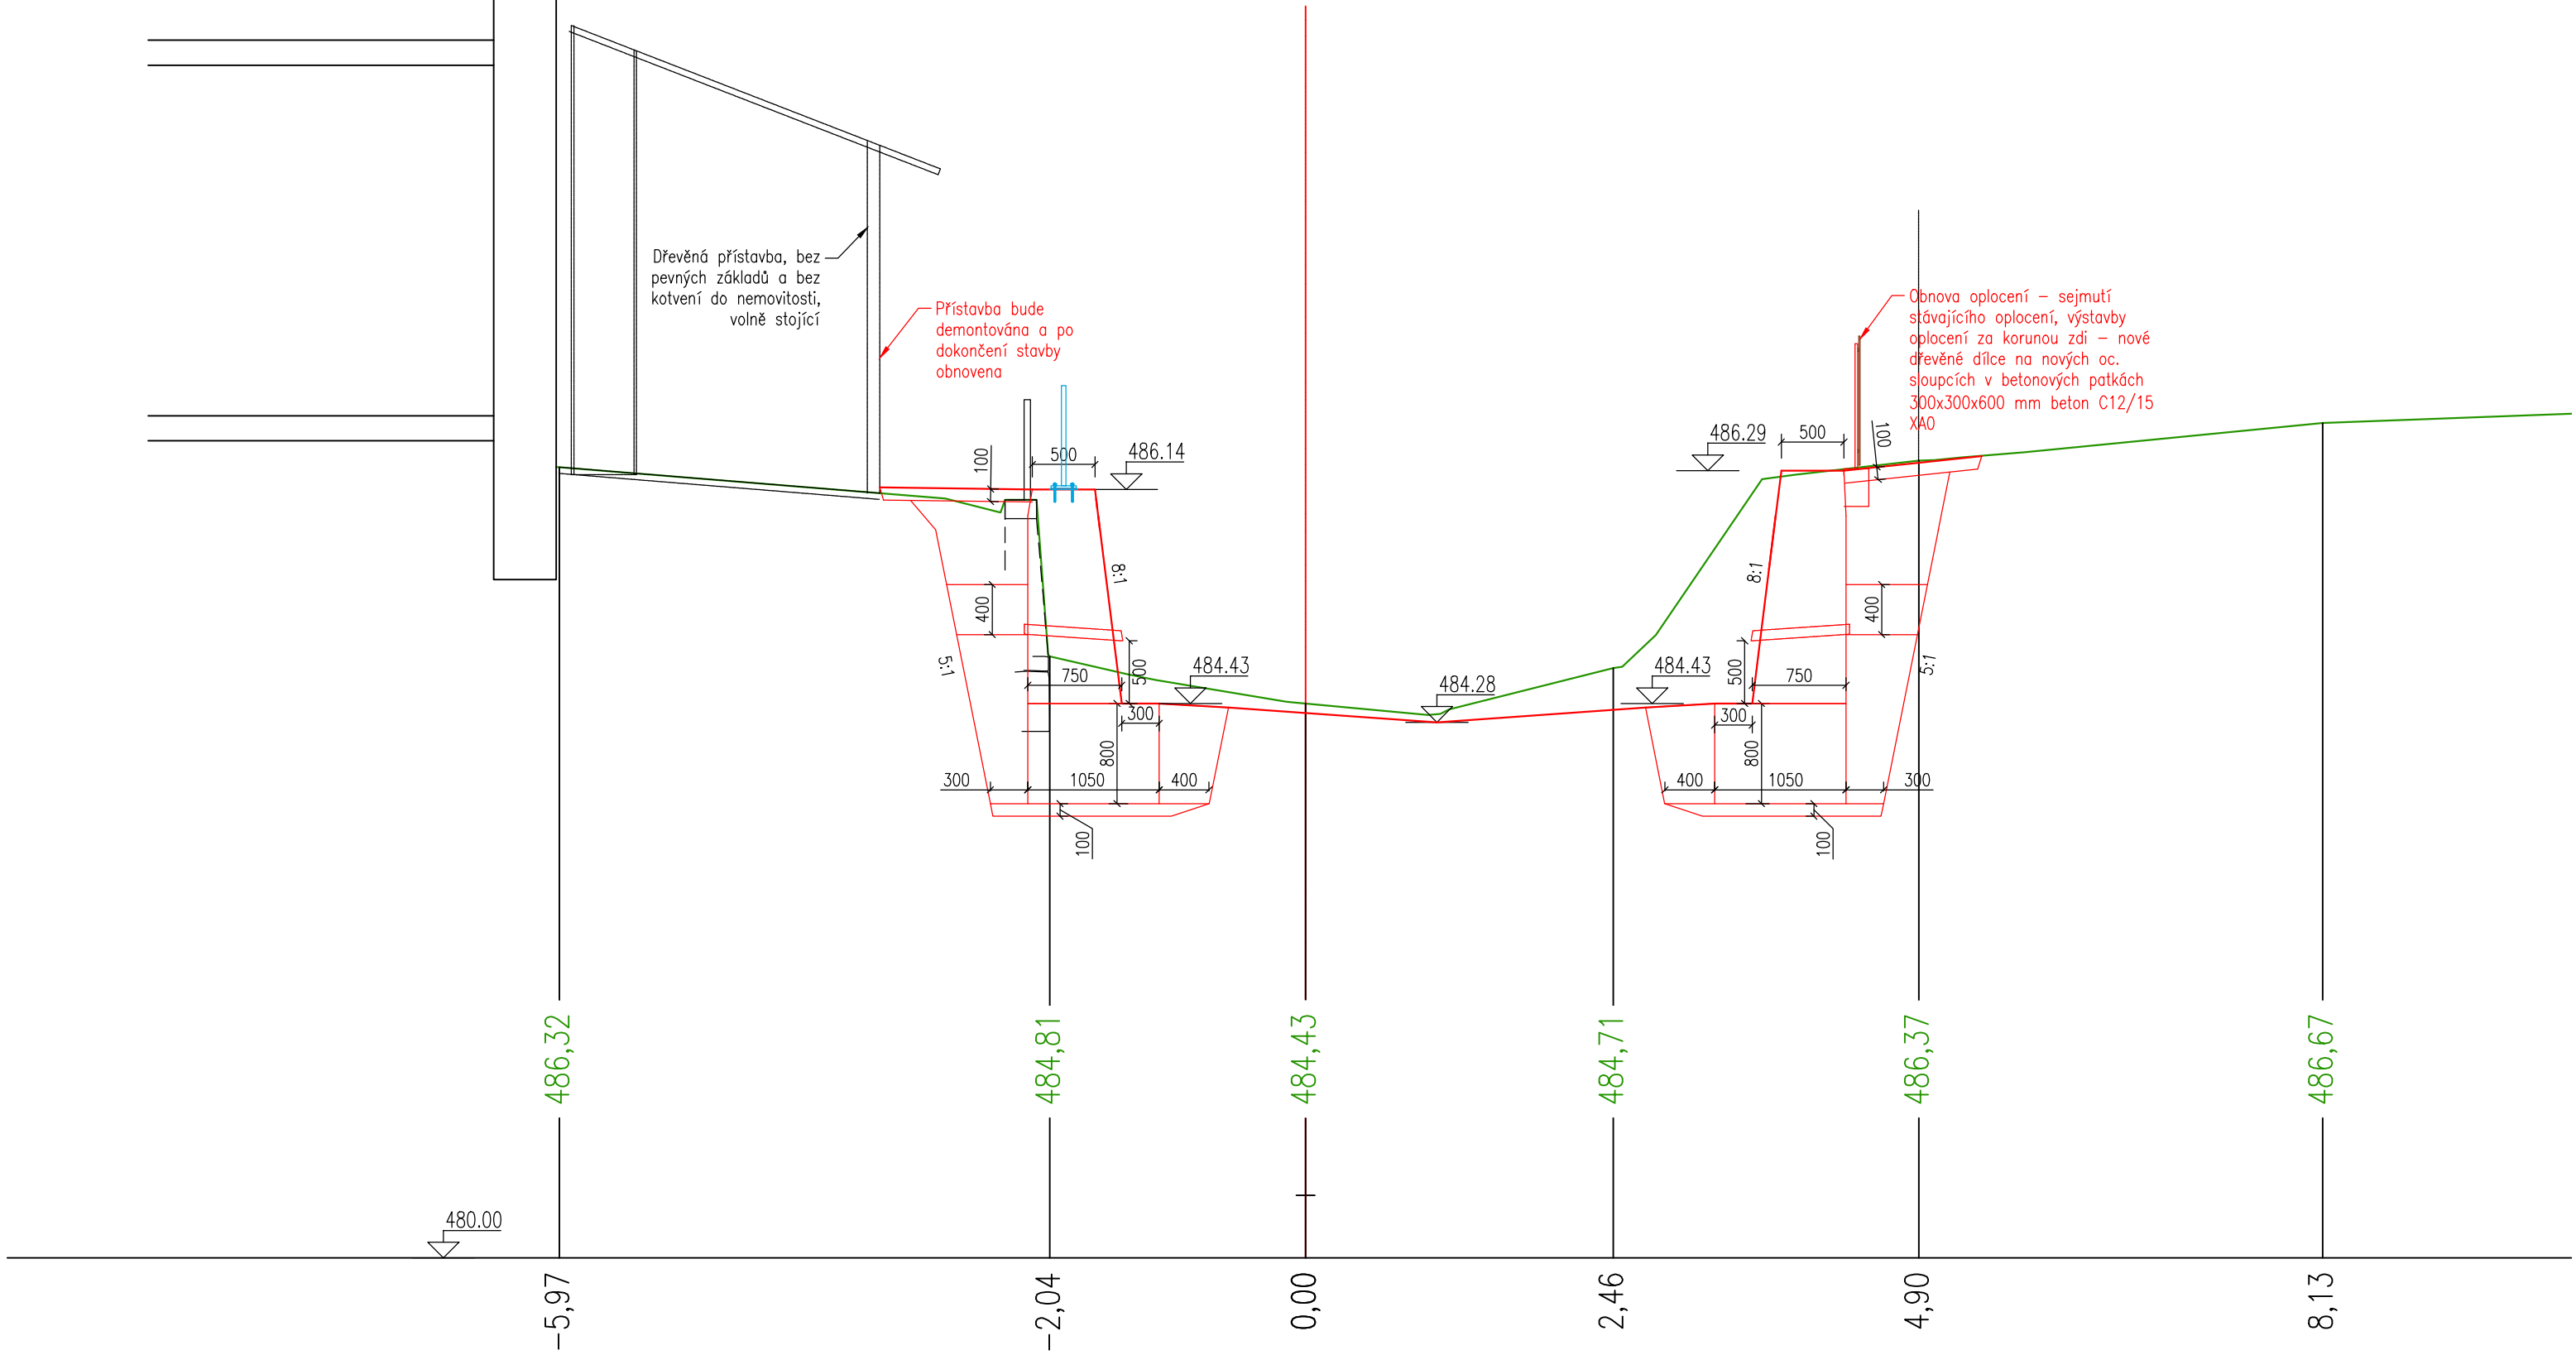 Dřevěná přístavba, bez
pevných základů a bez
kotvení do nemovitosti,
volně stojící
Přístavba bude
demontována a po
dokončení stavby
obnovena
Obnova oplocení – sejmutí
stávajícího oplocení, výstavby
oplocení za korunou zdi – nové
dřevěné dílce na nových oc.
sloupcích v betonových patkách
300x300x600 mm beton C12/15
XA0
100
500
486.14
486.29
500
100
8:1
8:1
400
400
5:1
750
500
484.43
484.28
484.43
500
750
5:1
300
300
800
800
300
1050
400
400
1050
300
100
100
486,32
484,81
484,43
484,71
486,37
486,67
480.00
-5,97
-2,04
0,00
2,46
4,90
8,13